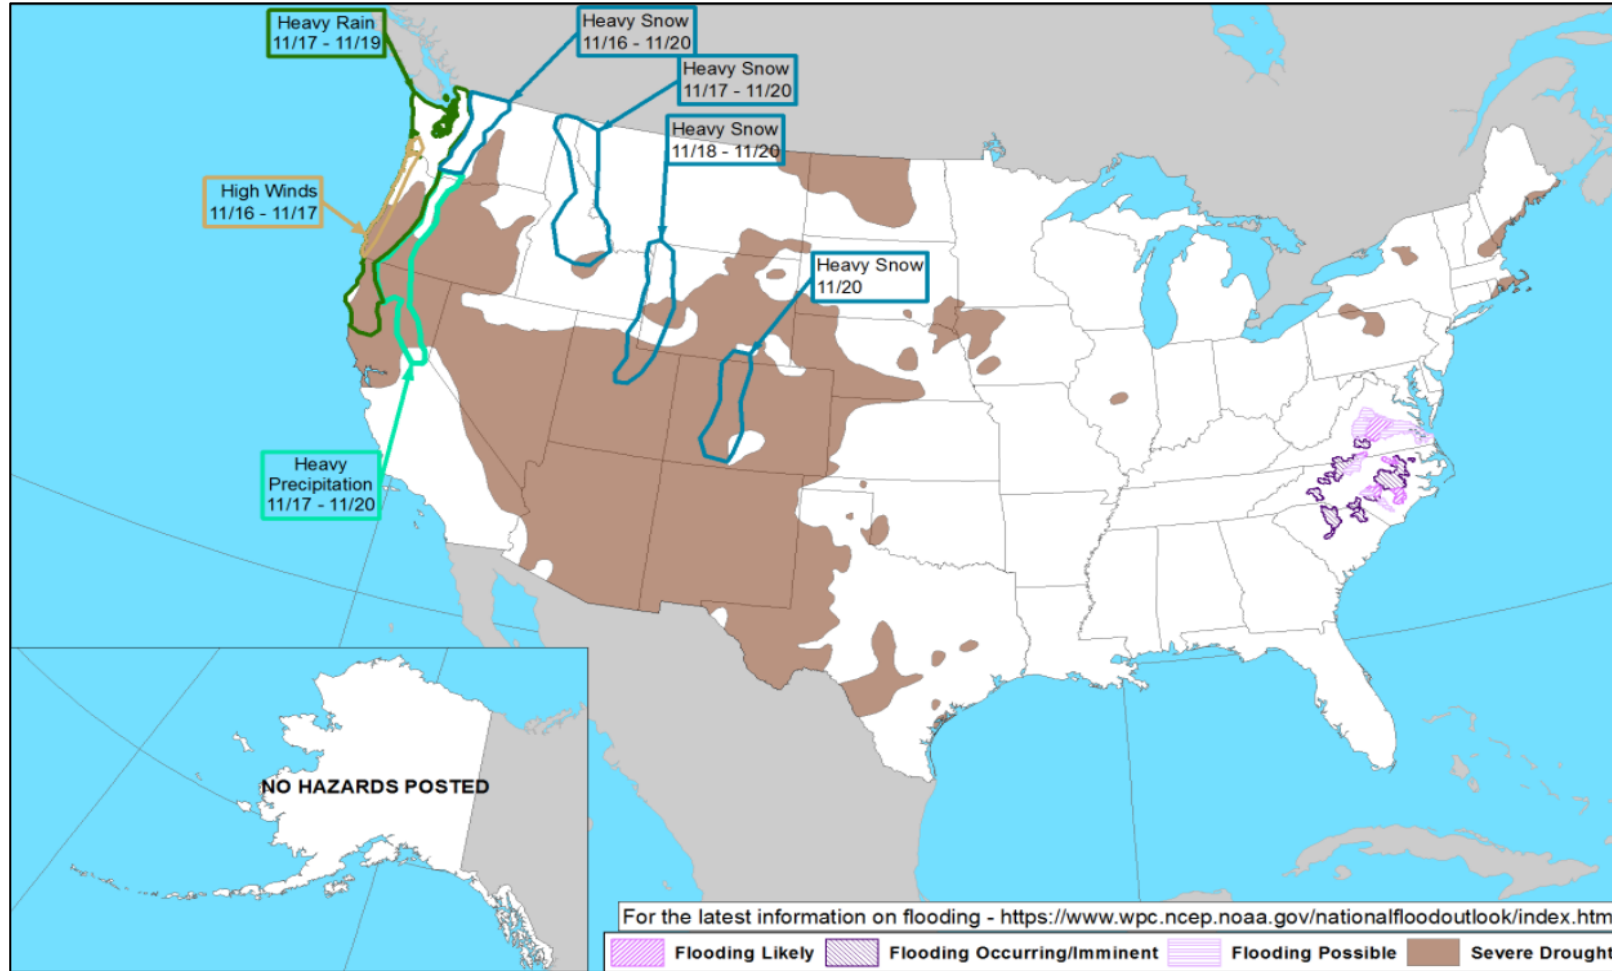 Heavy Rain
11/17 - 11/19
Heavy Snow
11/16 - 11/20
Heavy Snow
11/17 - 11/20
Heavy Snow
11/18 - 11/20
High Winds
11/16 - 11/17
Heavy Snow
11/20
Heavy
Precipitation
11/17 - 11/20
NO HAZARDS POSTED
For the latest information on flooding - https://www.wpc.ncep.noaa.gov/nationalfloodoutlook/index.htm
Flooding Likely
Flooding Occurring/Imminent
Flooding Possible
Severe Drought